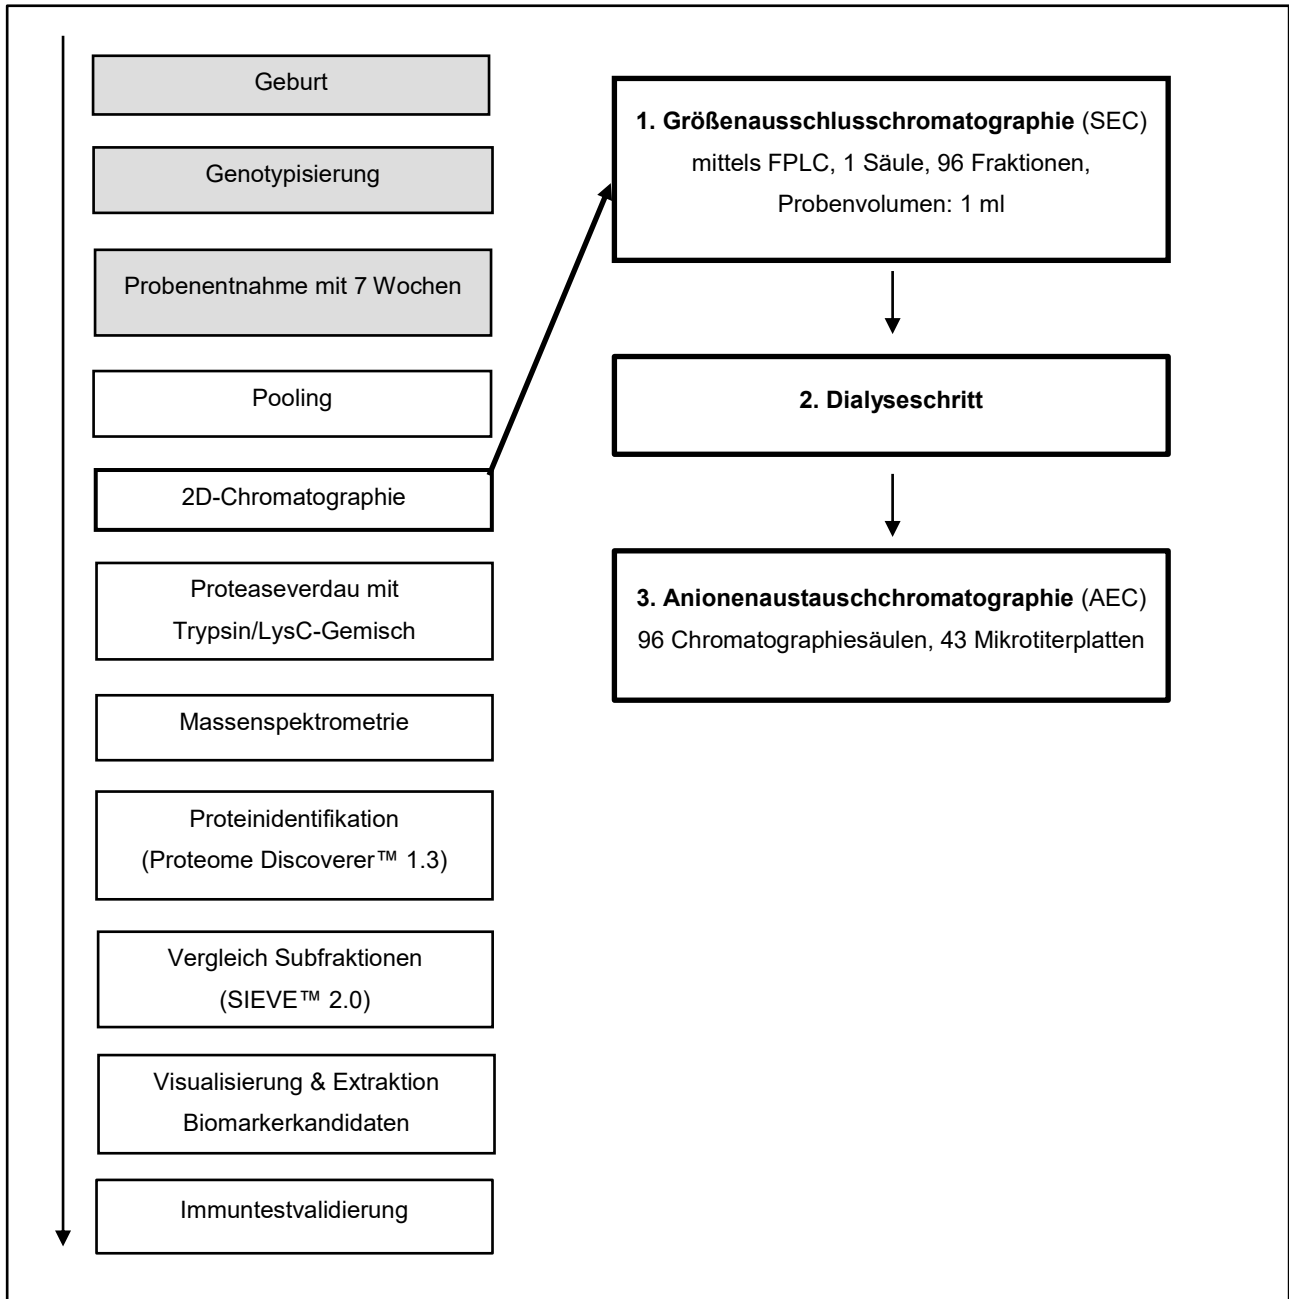 Geburt
Genotypisierung
Probenentnahme mit 7 Wochen
Pooling
2D-Chromatographie
Proteaseverdau mit
Trypsin/LysC-Gemisch
Massenspektrometrie
Proteinidentifikation
(Proteome Discoverer™ 1.3)
Vergleich Subfraktionen
(SIEVE™ 2.0)
Visualisierung & Extraktion
Biomarkerkandidaten
Immuntestvalidierung
1. Größenausschlusschromatographie (SEC)
mittels FPLC, 1 Säule, 96 Fraktionen,
Probenvolumen: 1 ml
2. Dialyseschritt
3. Anionenaustauschchromatographie (AEC)
96 Chromatographiesäulen, 43 Mikrotiterplatten